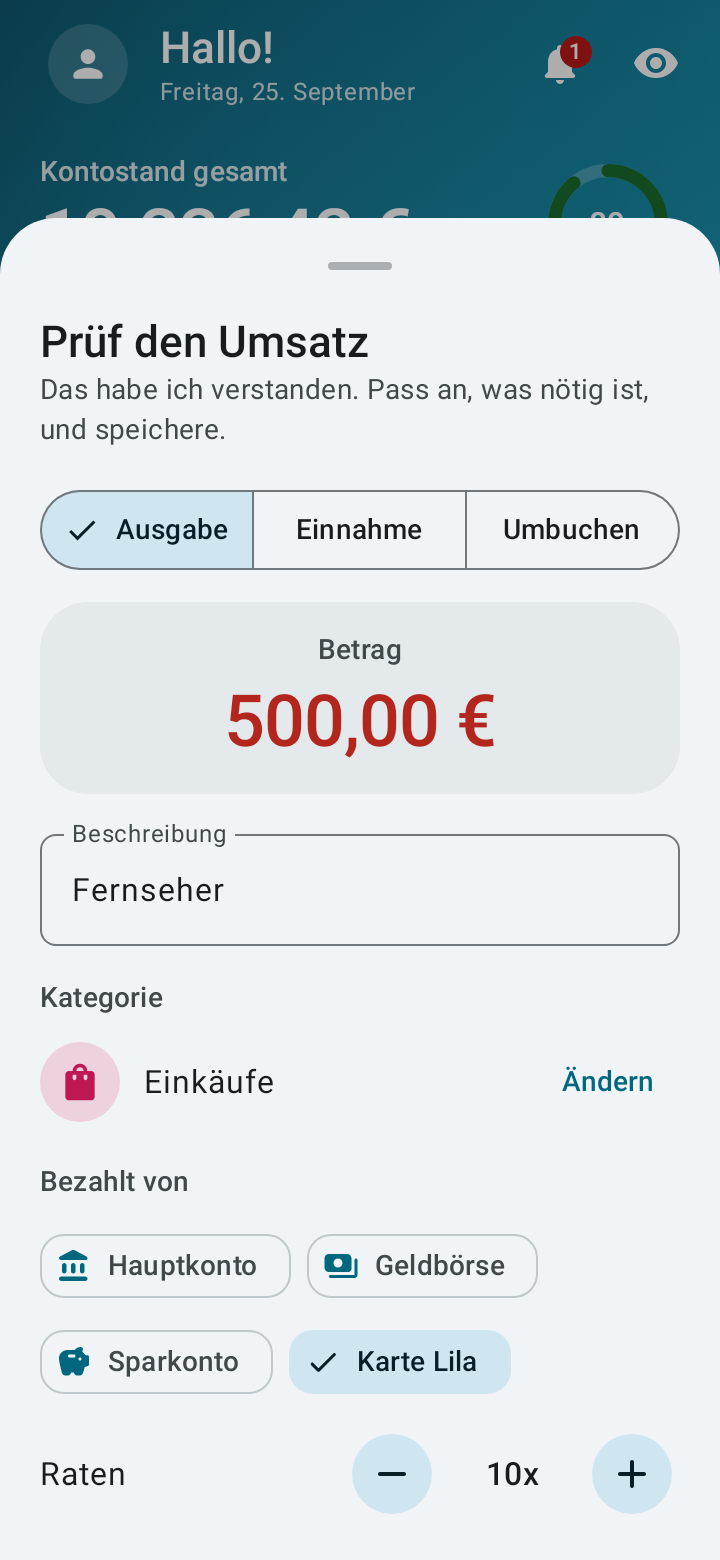 Hallo!
1
Freitag, 25. September
Kontostand gesamt
Prüf den Umsatz
Das habe ich verstanden. Pass an, was nötig ist,
und speichere.
Ausgabe
Einnahme
Umbuchen
Betrag
500,00 €
Beschreibung
Fernseher
Kategorie
Einkäufe
Ändern
Bezahlt von
Hauptkonto
Geldbörse
Sparkonto
Karte Lila
Raten
10x